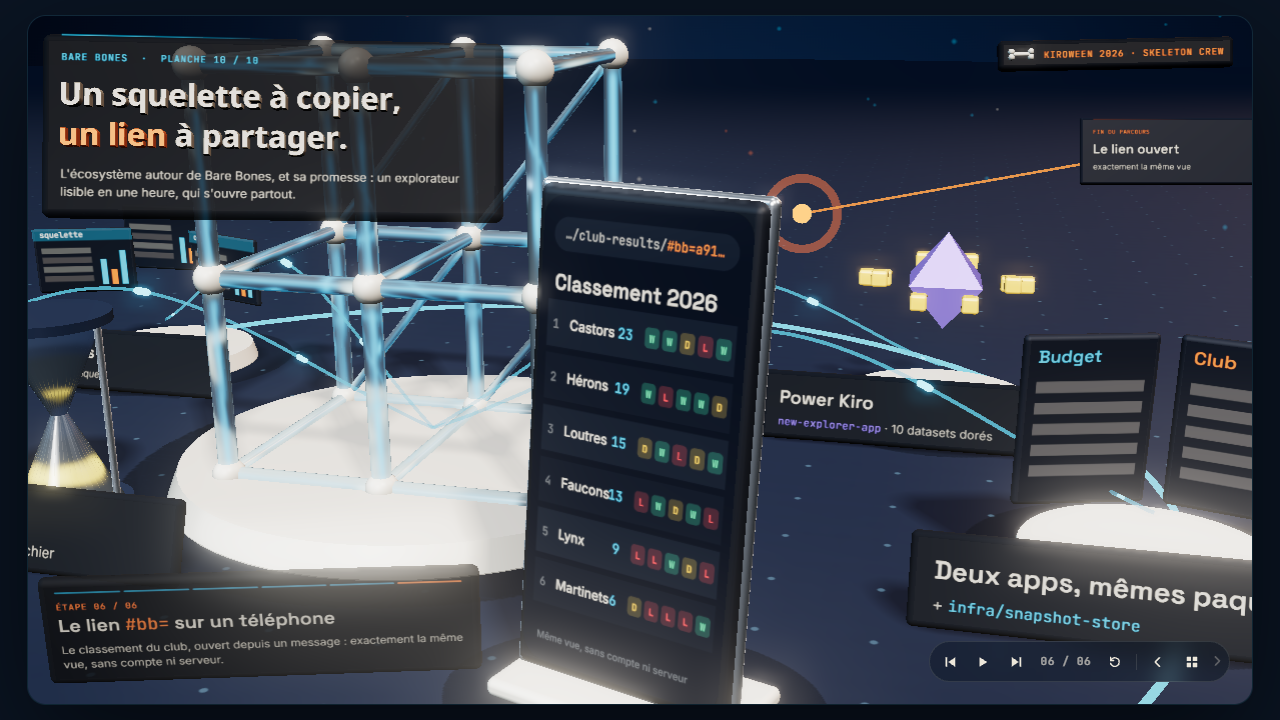 BARE BONES · PLANCHE 10 / 10
Un squelette à copier,
un lien à partager.
L'écosystème autour de Bare Bones, et sa promesse : un explorateur
lisible en une heure, qui s'ouvre partout.
KIROWEEN 2026 · SKELETON CREW
FIN DU PARCOURS
Le lien ouvert
exactement la même vue
squelette
…/club-results/#bb=a91…
Classement 2026
1 Castors 23 W W D L W
2 Hérons 19 W L W W D
3 Loutres 15 D W L D W
4 Faucons 13 L W D W L
5 Lynx 9 L L W D L
6 Martinets 6 D L L L W
Même vue, sans compte ni serveur
Power Kiro
new-explorer-app · 10 datasets dorés
Budget
Club
Deux apps, mêmes paqu
+ infra/snapshot-store
chier
ÉTAPE 06 / 06
Le lien #bb= sur un téléphone
Le classement du club, ouvert depuis un message : exactement la même
vue, sans compte ni serveur.
06 / 06